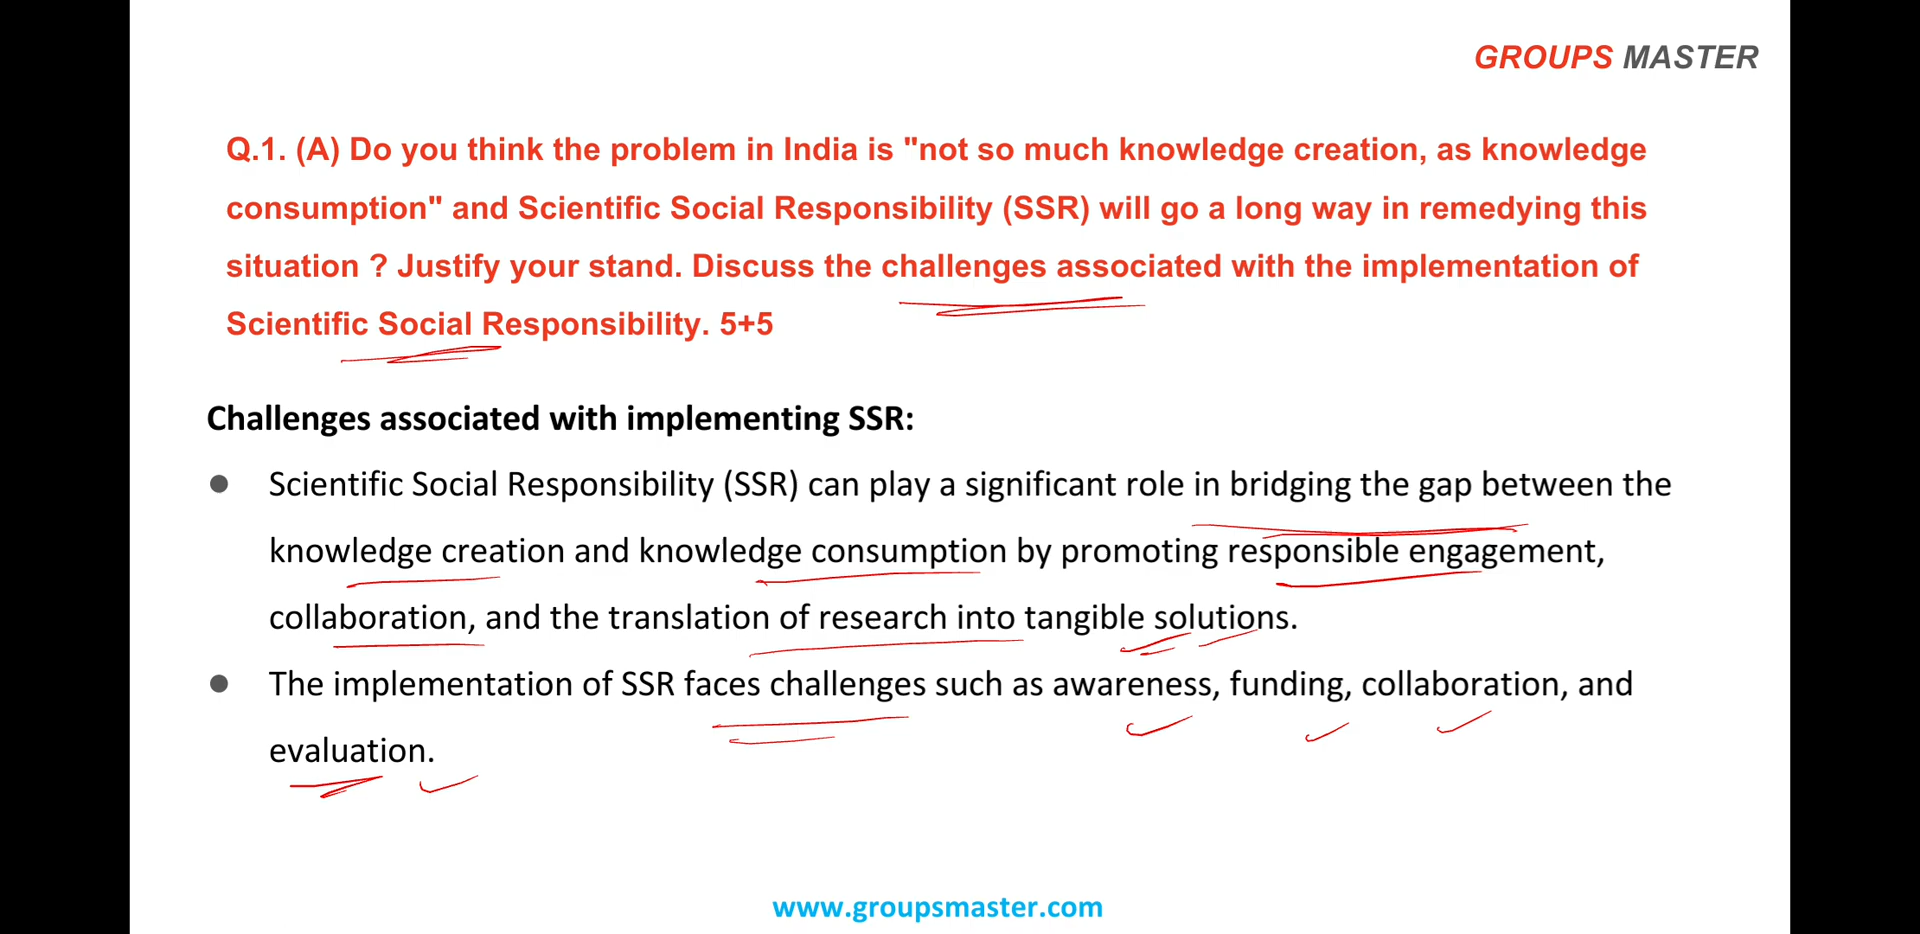 GROUPS MASTER
Q.1. (A) Do you think the problem in India is "not so much knowledge creation, as knowledge
consumption" and Scientific Social Responsibility (SSR) will go a long way in remedying this
situation ? Justify your stand. Discuss the challenges associated with the implementation of
Scientific Social Responsibility. 5+5
Challenges associated with implementing SSR:
● Scientific Social Responsibility (SSR) can play a significant role in bridging the gap between the
knowledge creation and knowledge consumption by promoting responsible engagement,
collaboration, and the translation of research into tangible solutions.
● The implementation of SSR faces challenges such as awareness, funding, collaboration, and
evaluation.
www.groupsmaster.com